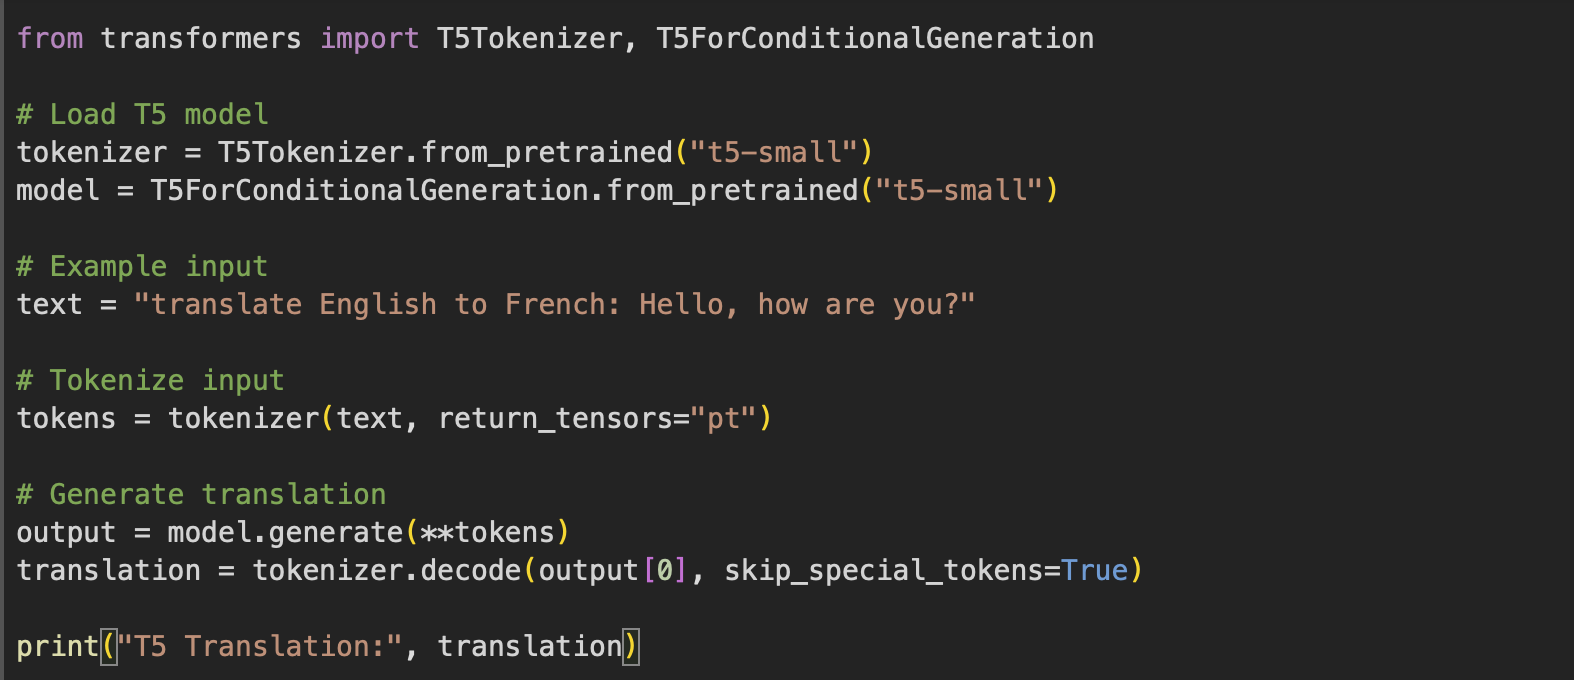 from transformers import T5Tokenizer, T5ForConditionalGeneration
# Load T5 model
tokenizer = T5Tokenizer.from_pretrained("t5-small")
model = T5ForConditionalGeneration.from_pretrained("t5-small")
# Example input
text = "translate English to French: Hello, how are you?"
# Tokenize input
tokens = tokenizer(text, return_tensors="pt")
# Generate translation
output = model.generate(**tokens)
translation = tokenizer.decode(output[0], skip_special_tokens=True)
print("T5 Translation:", translation)